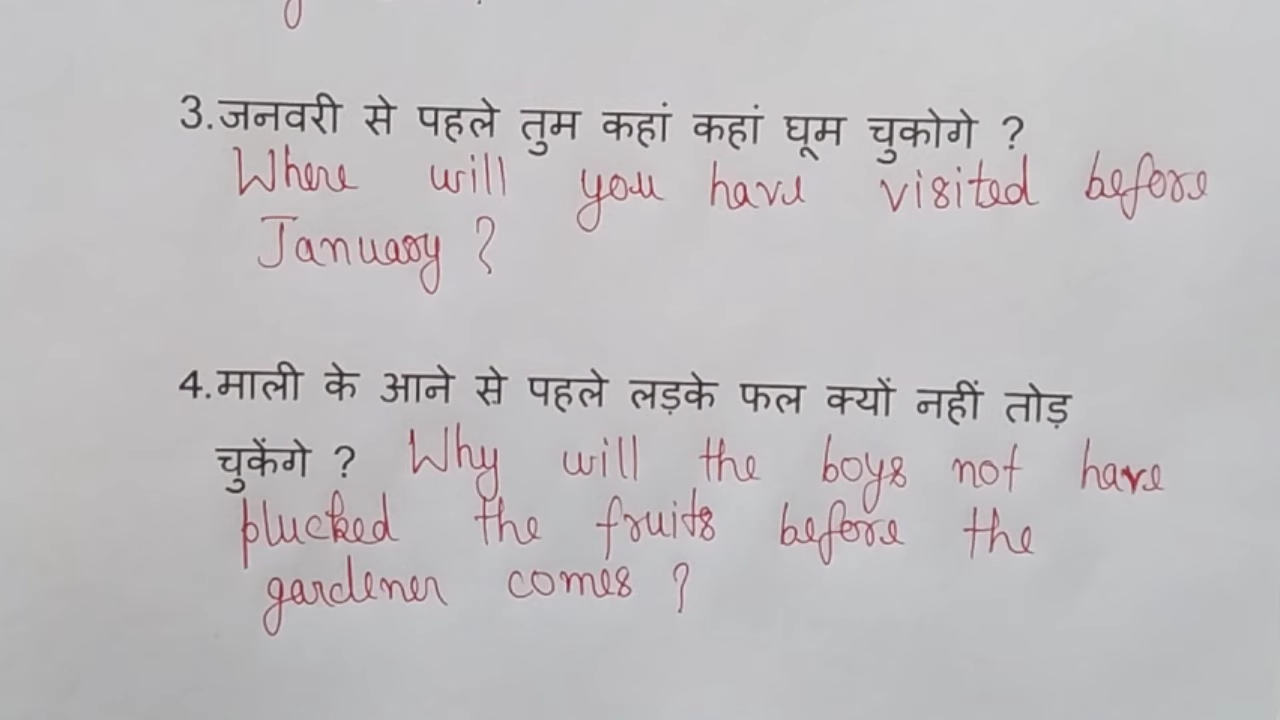 3.जनवरी से पहले तुम कहां कहां घूम चुकोगे ?
Where will you have visited before
January ?
4.माली के आने से पहले लड़के फल क्यों नहीं तोड़
चुकेंगे ? Why will the boys not have
plucked the fruits before the
gardener comes ?